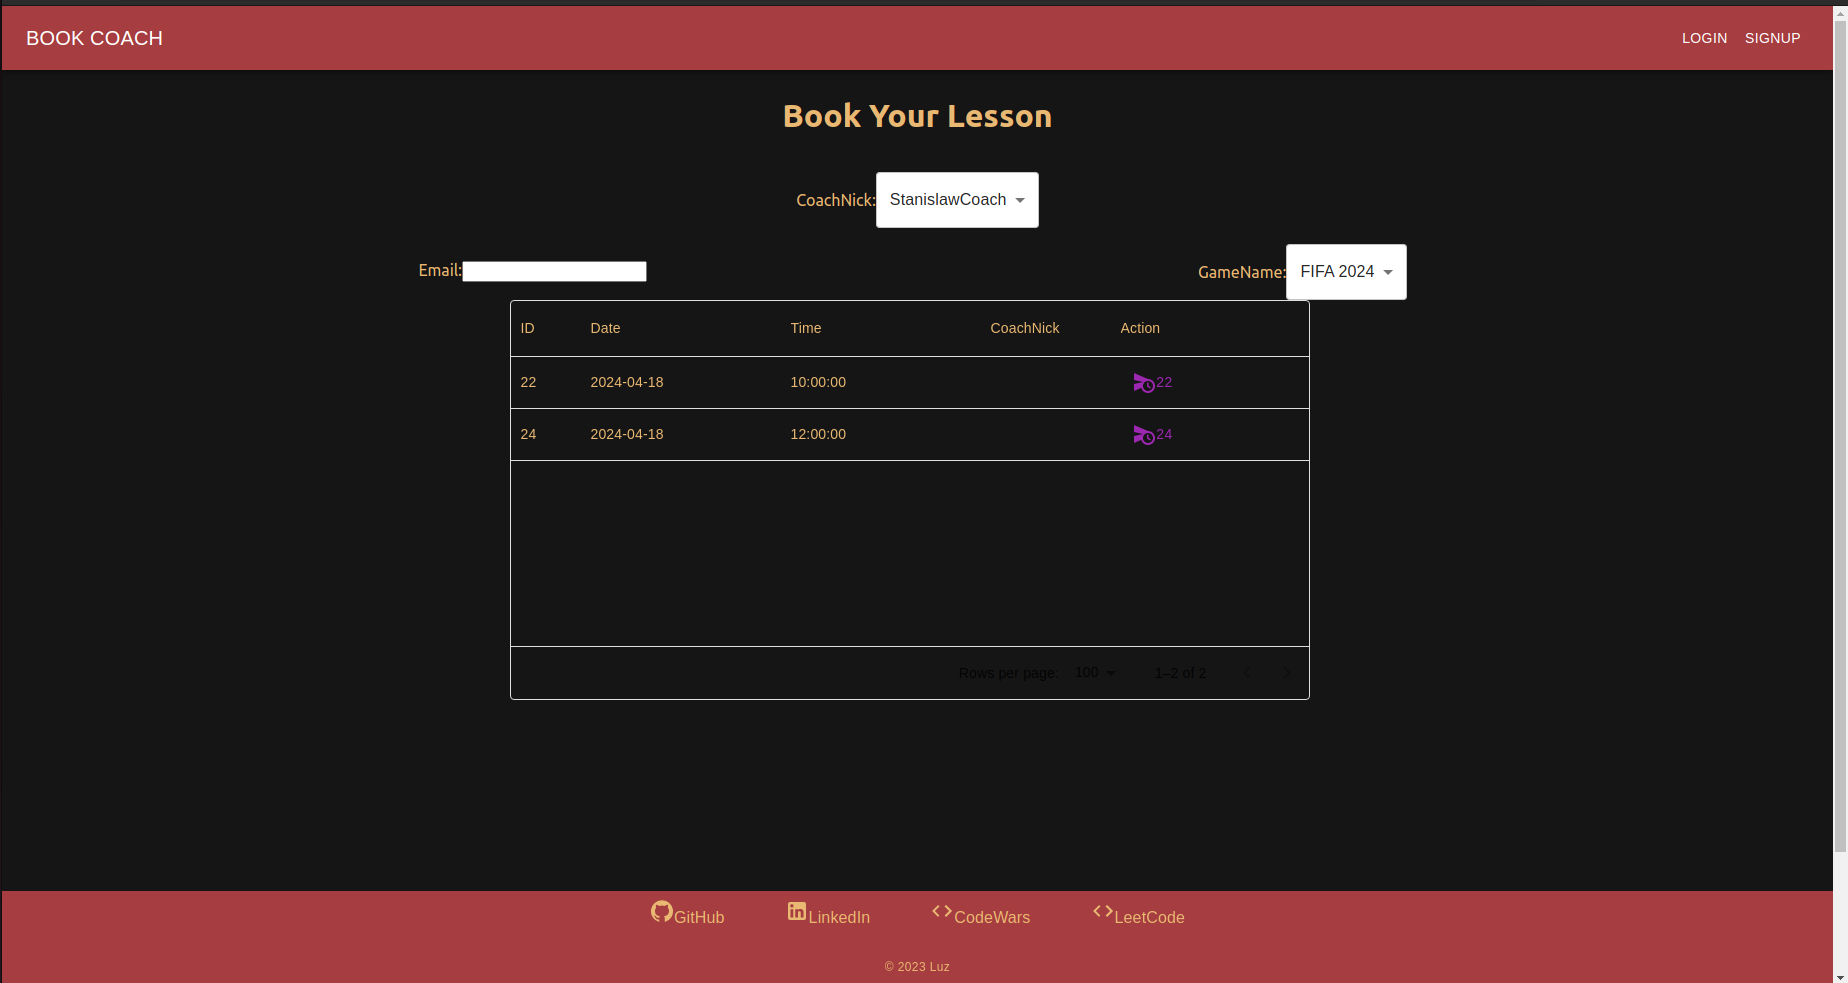 BOOK COACH LOGIN SIGNUP
Book Your Lesson
CoachNick: StanislawCoach
Email: GameName: FIFA 2024
ID Date Time CoachNick Action
22 2024-04-18 10:00:00 22
24 2024-04-18 12:00:00 24
Rows per page: 100 1–2 of 2
GitHub LinkedIn CodeWars LeetCode
© 2023 Luz